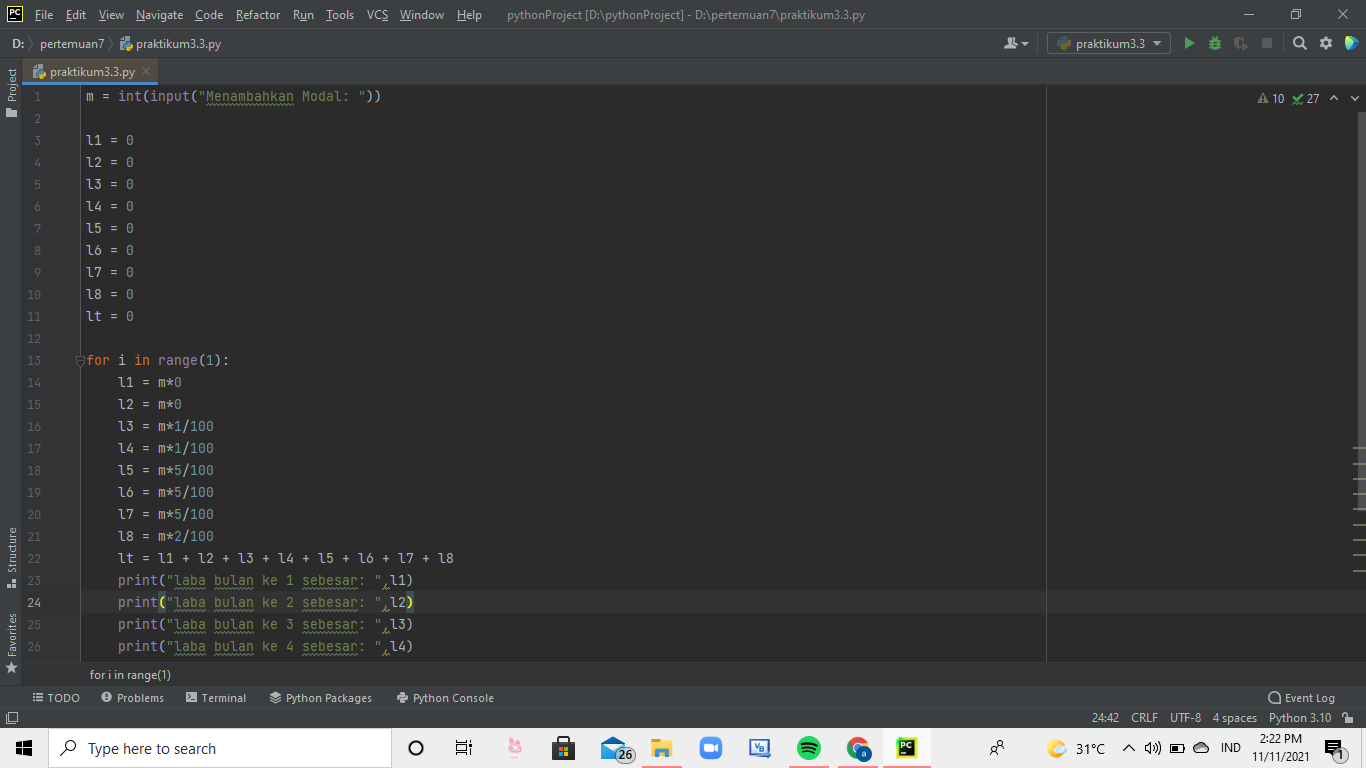 PC File Edit View Navigate Code Refactor Run Tools VCS Window Help pythonProject [D:\pythonProject] - D:\pertemuan7\praktikum3.3.py
D: pertemuan7 praktikum3.3.py praktikum3.3
praktikum3.3.py
Project
1 m = int(input("Menambahkan Modal: ")) 10 27
2
3 l1 = 0
4 l2 = 0
5 l3 = 0
6 l4 = 0
7 l5 = 0
8 l6 = 0
9 l7 = 0
10 l8 = 0
11 lt = 0
12
13 for i in range(1):
14 l1 = m*0
15 l2 = m*0
16 l3 = m*1/100
17 l4 = m*1/100
18 l5 = m*5/100
19 l6 = m*5/100
20 l7 = m*5/100
21 l8 = m*2/100
22 lt = l1 + l2 + l3 + l4 + l5 + l6 + l7 + l8
23 print("laba bulan ke 1 sebesar: ",l1)
24 print("laba bulan ke 2 sebesar: ",l2)
25 print("laba bulan ke 3 sebesar: ",l3)
26 print("laba bulan ke 4 sebesar: ",l4)
Structure
Favorites
for i in range(1)
TODO Problems Terminal Python Packages Python Console Event Log
24:42 CRLF UTF-8 4 spaces Python 3.10
Type here to search 26 VB a PC 31°C IND 2:22 PM
11/11/2021 1